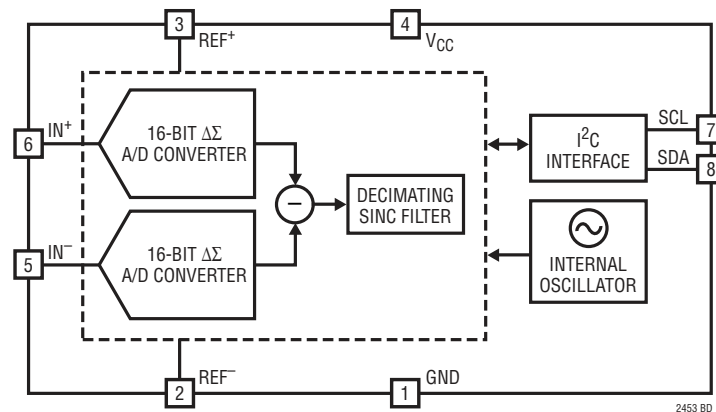 3
REF⁺
4
VCC
6
IN⁺
16-BIT ΔΣ
A/D CONVERTER
I²C
INTERFACE
SCL
7
SDA
8
−
DECIMATING
SINC FILTER
5
IN⁻
16-BIT ΔΣ
A/D CONVERTER
INTERNAL
OSCILLATOR
2
REF⁻
1
GND
2453 BD